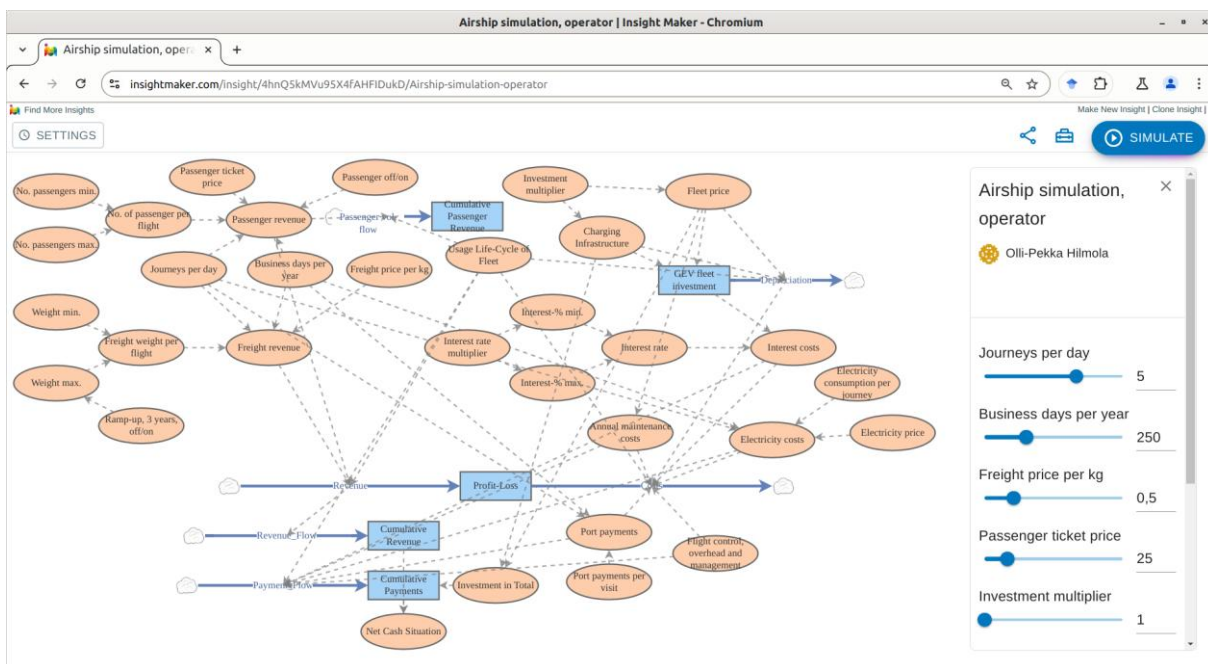 Airship simulation, operator | Insight Maker - Chromium
Airship simulation, oper
insightmaker.com/insight/4hnQSkMVu95X4fAHFIDukD/Airship-simulation-operator
Find More Insights
Make New Insight | Clone Insight |
SETTINGS
SIMULATE
No. passengers min.
Passenger ticket
price
Passenger off/on
Investment
multiplier
Fleet price
No. of passenger per
flight
Passenger revenue
flow
Cumulative
Passenger
Revenue
Charging
Infrastructure
No. passengers max.
Journeys per day
Business days per
year
Freight price per kg
Usage Life-Cycle of
Fleet
GEV fleet
investment
Depreciation
Weight min.
Interest-% min.
Freight weight per
flight
Freight revenue
Interest rate
multiplier
Interest rate
Interest costs
Weight max.
Interest-% max.
Electricity
consumption per
journey
Ramp-up, 3 years,
off/on
Annual maintenance
costs
Electricity costs
Electricity price
Revenue
Profit-Loss
Revenue_Flow
Cumulative
Revenue
Port payments
Flight control,
overhead and
management
Payment_Flow
Cumulative
Payments
Investment in Total
Port payments per
visit
Net Cash Situation
Airship simulation,
operator
Olli-Pekka Hilmola
Journeys per day
5
Business days per year
250
Freight price per kg
0,5
Passenger ticket price
25
Investment multiplier
1